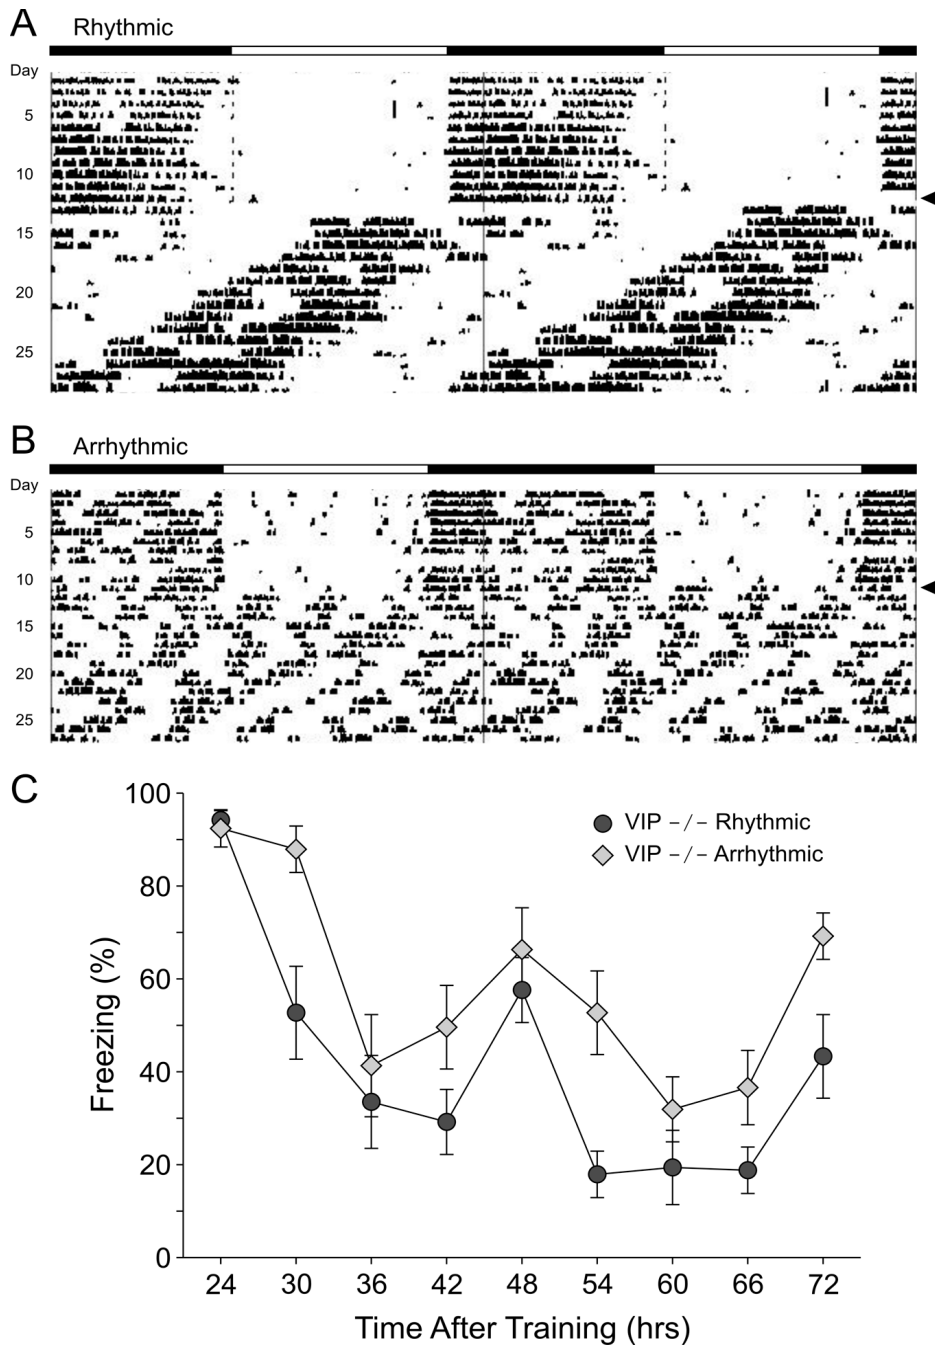 A
Rhythmic
Day
5
10
15
20
25
B
Arrhythmic
Day
5
10
15
20
25
C
100
80
60
40
20
0
Freezing (%)
VIP −/− Rhythmic
VIP −/− Arrhythmic
24 30 36 42 48 54 60 66 72
Time After Training (hrs)